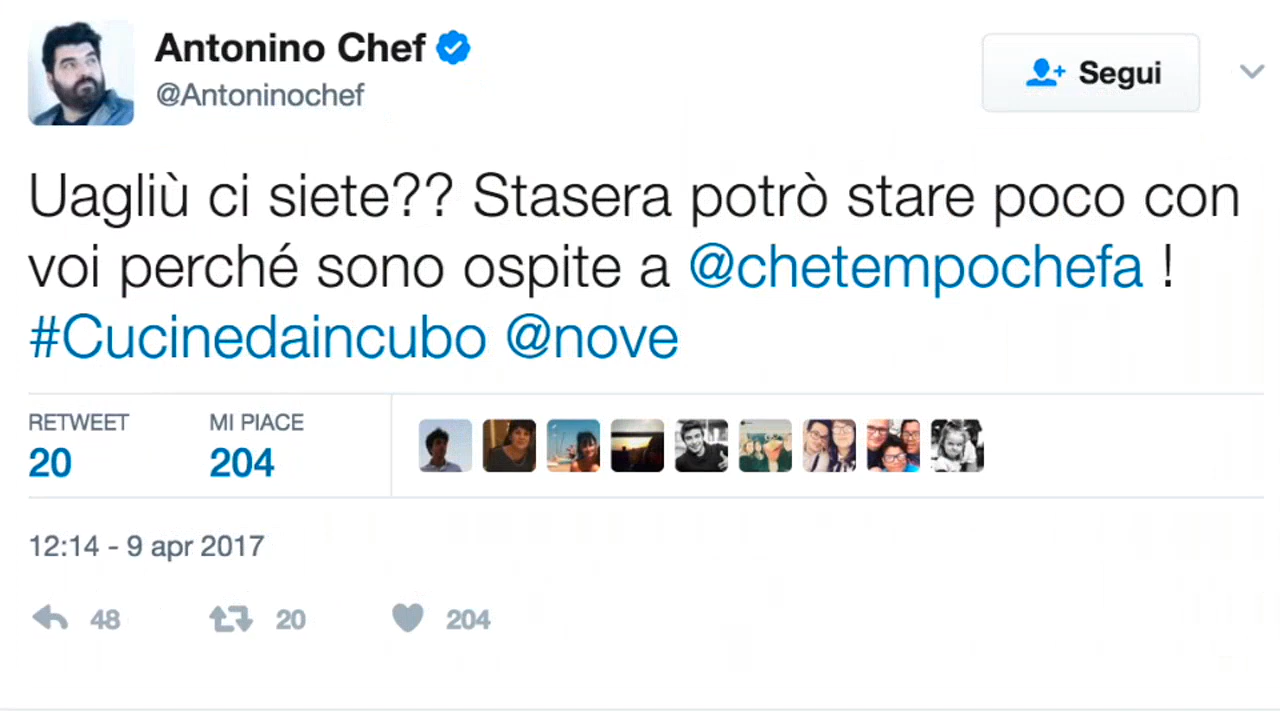 Antonino Chef
@Antoninochef
Segui
Uagliù ci siete?? Stasera potrò stare poco con
voi perché sono ospite a @chetempochefa !
#Cucinedaincubo @nove
RETWEET MI PIACE
20 204
12:14 - 9 apr 2017
48 20 204